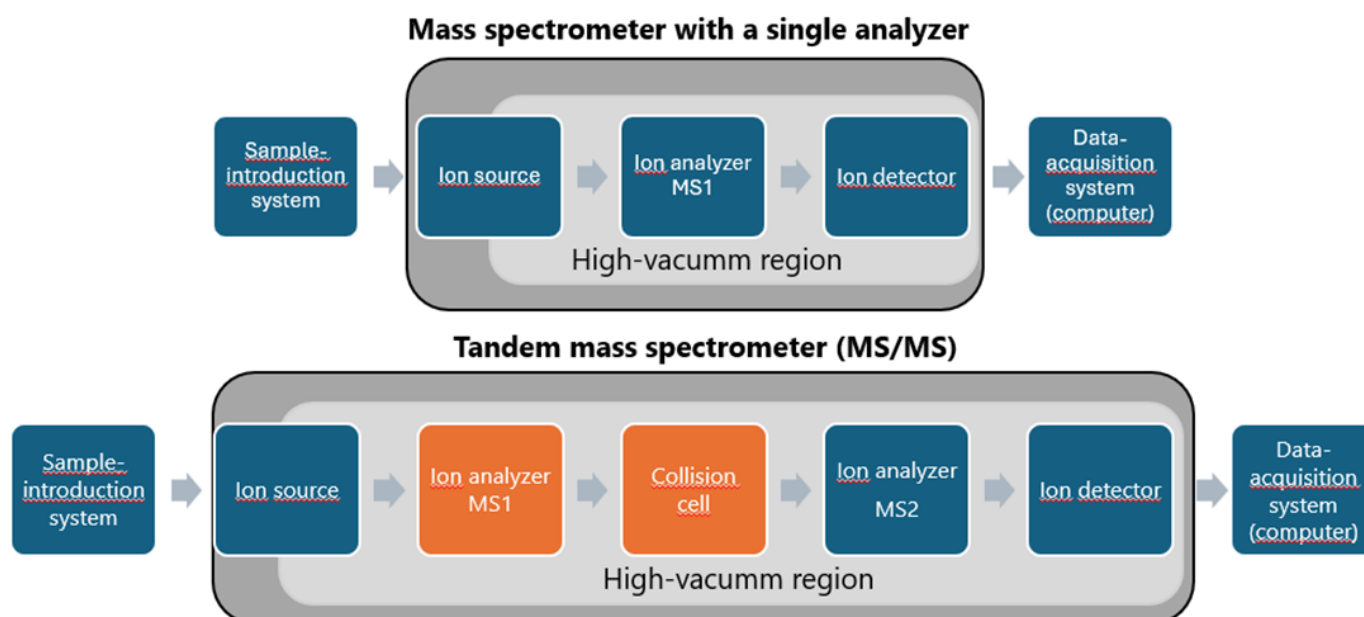 Mass spectrometer with a single analyzer
Sample-
introduction
system
Ion source
Ion analyzer
MS1
Ion detector
Data-
acquisition
system
(computer)
High-vacumm region
Tandem mass spectrometer (MS/MS)
Sample-
introduction
system
Ion source
Ion analyzer
MS1
Collision
cell
Ion analyzer
MS2
Ion detector
Data-
acquisition
system
(computer)
High-vacumm region